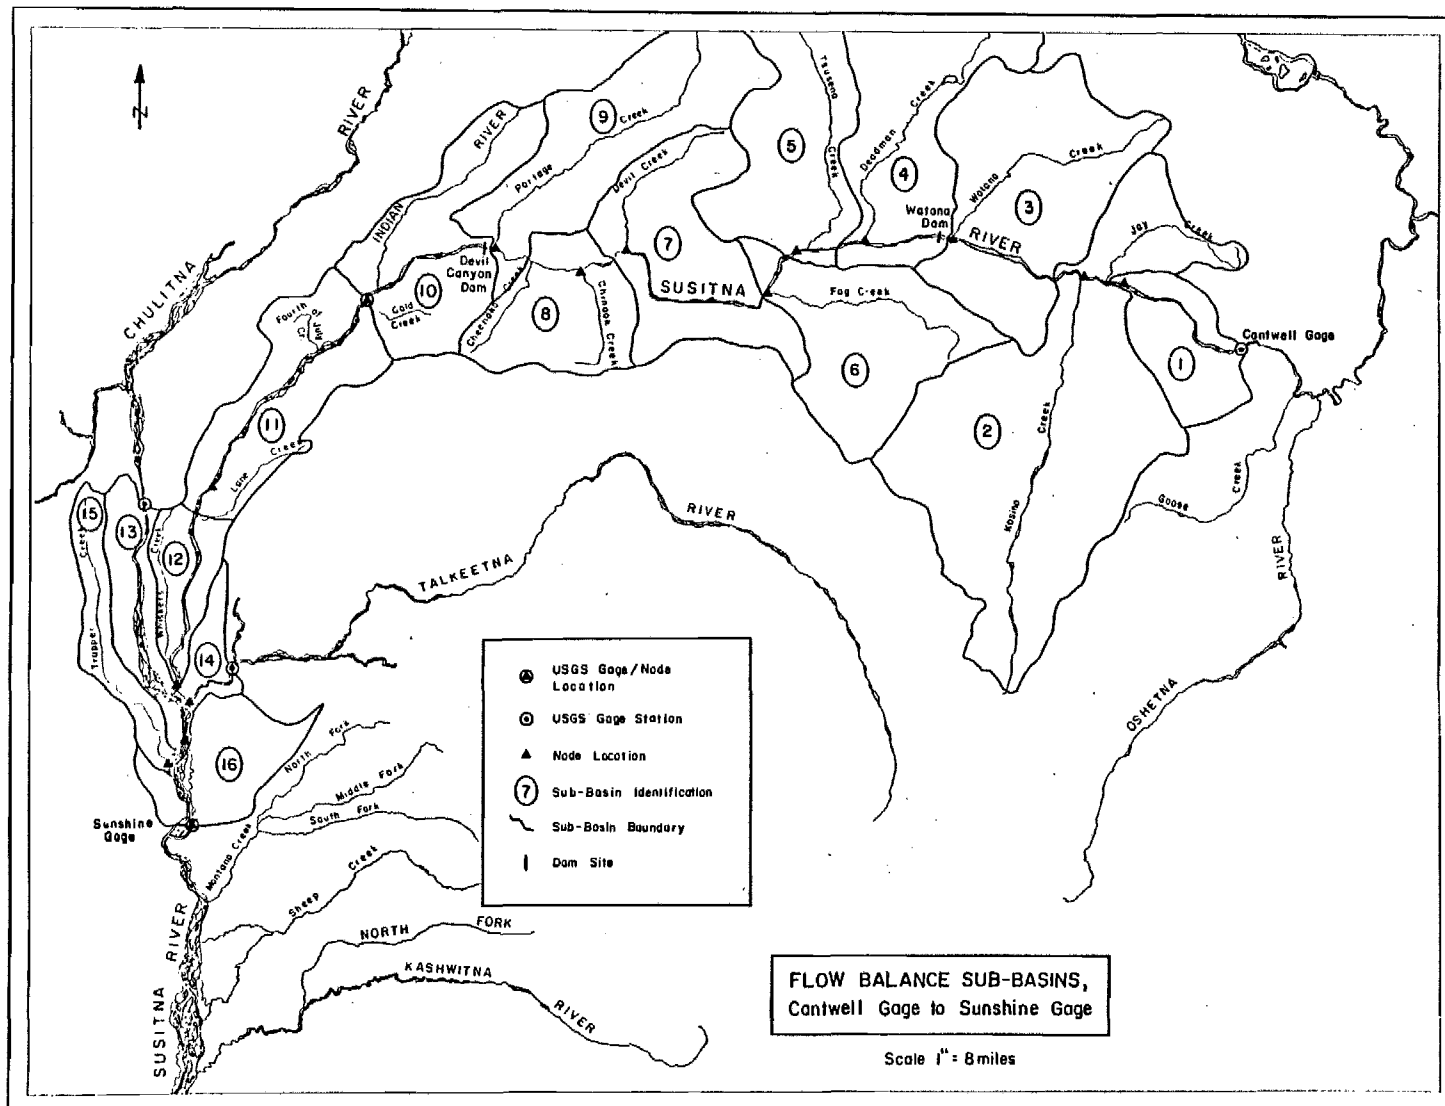 N
CHULITNA RIVER
INDIAN RIVER
Portage Creek
Devil Creek
Tsusena Creek
Deadman Creek
Watana Creek
Watana
Dam
Jay Creek
RIVER
SUSITNA
Fog Creek
Cantwell Gage
Devil
Canyon
Dam
Cheechako Creek
Chinook Creek
Gold
Creek
Fourth of July Cr.
Lane Creek
Kosina Creek
Goose Creek
OSHETNA RIVER
TALKEETNA RIVER
Trapper Creek
Whiskers Creek
1
2
3
4
5
6
7
8
9
10
11
12
13
14
15
16
North Fork
Middle Fork
South Fork
Montana Creek
Sunshine
Gage
Sheep Creek
NORTH FORK
KASHWITNA RIVER
SUSITNA RIVER
USGS Gage/Node
Location
USGS Gage Station
Node Location
7 Sub-Basin Identification
Sub-Basin Boundary
Dam Site
FLOW BALANCE SUB-BASINS,
Cantwell Gage to Sunshine Gage
Scale 1" = 8 miles